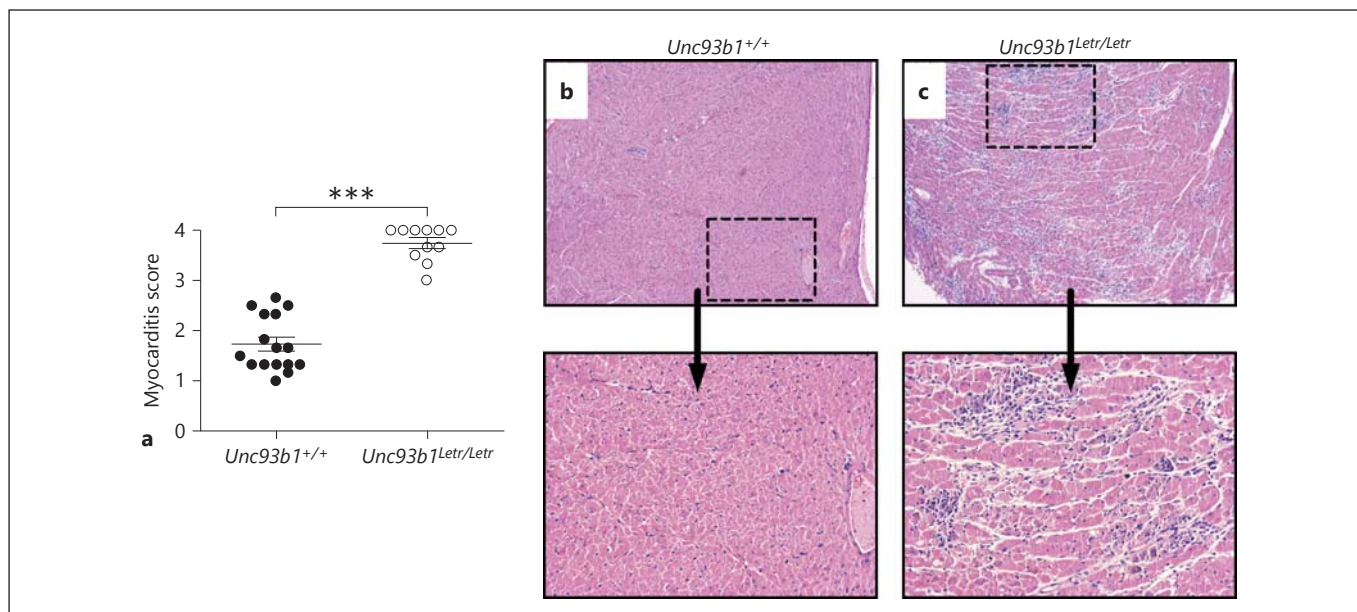 Unc93b1+/+
Unc93b1Letr/Letr
b
c
***
4
3
2
1
0
Myocarditis score
a
Unc93b1+/+
Unc93b1Letr/Letr